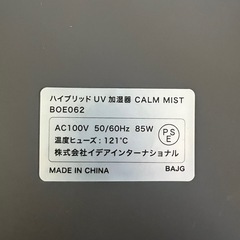 ハイブリッド UV 加湿器 CALM MIST
BOE062
AC100V 50/60Hz 85W
温度ヒューズ：121℃
株式会社イデアインターナショナル
PSE
MADE IN CHINA
BAJG